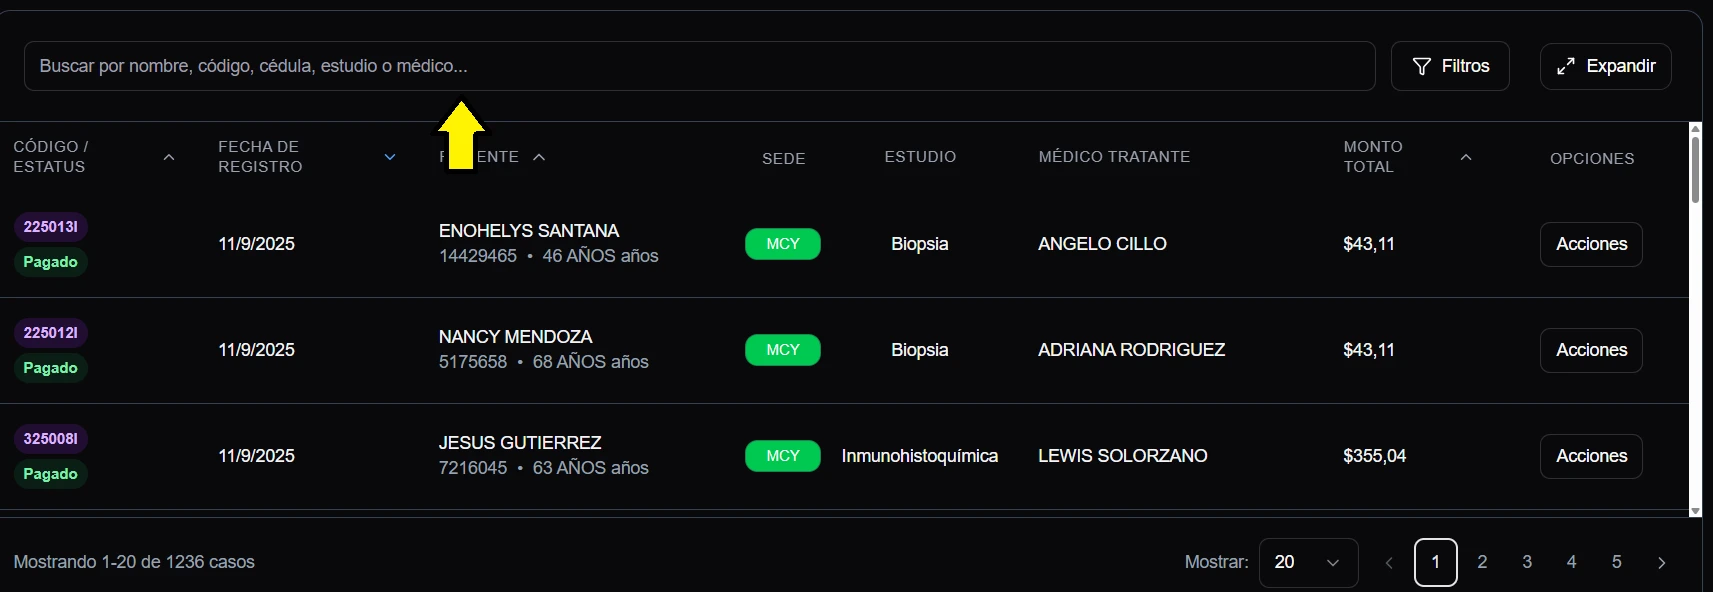 Buscar por nombre, código, cédula, estudio o médico...
Filtros
Expandir
CÓDIGO /
ESTATUS
FECHA DE
REGISTRO
SEDE
ESTUDIO
MÉDICO TRATANTE
MONTO
TOTAL
OPCIONES
225013I
Pagado
11/9/2025
ENOHELYS SANTANA
14429465 • 46 AÑOS años
MCY
Biopsia
ANGELO CILLO
$43,11
Acciones
225012I
Pagado
11/9/2025
NANCY MENDOZA
5175658 • 68 AÑOS años
MCY
Biopsia
ADRIANA RODRIGUEZ
$43,11
Acciones
325008I
Pagado
11/9/2025
JESUS GUTIERREZ
7216045 • 63 AÑOS años
MCY
Inmunohistoquímica
LEWIS SOLORZANO
$355,04
Acciones
Mostrando 1-20 de 1236 casos
Mostrar: 20
1 2 3 4 5